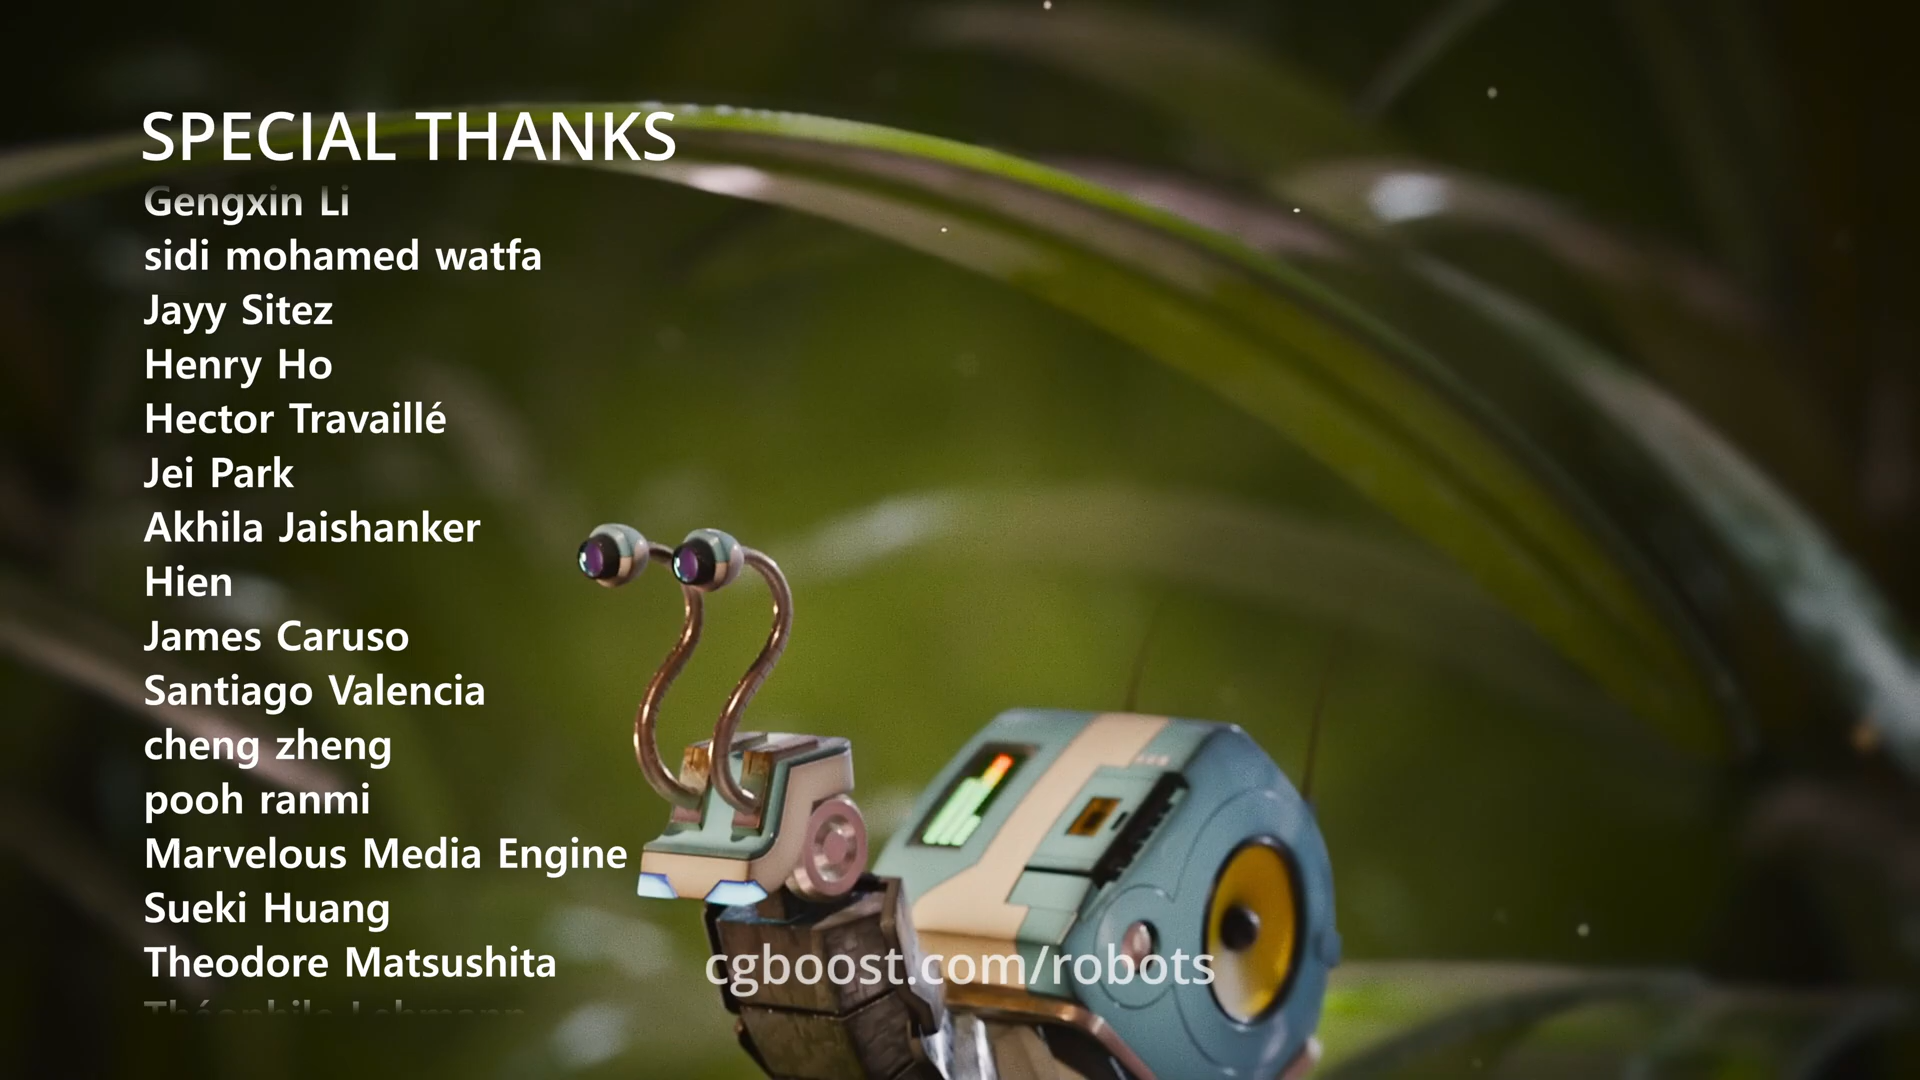 SPECIAL THANKS
Gengxin Li
sidi mohamed watfa
Jayy Sitez
Henry Ho
Hector Travaillé
Jei Park
Akhila Jaishanker
Hien
James Caruso
Santiago Valencia
cheng zheng
pooh ranmi
Marvelous Media Engine
Sueki Huang
Theodore Matsushita
cgboost.com/robots